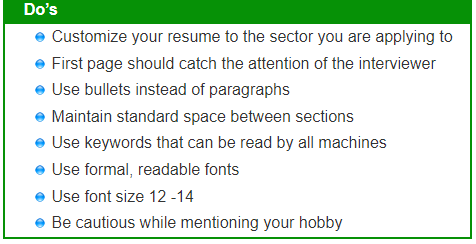 Do's
Customize your resume to the sector you are applying to
First page should catch the attention of the interviewer
Use bullets instead of paragraphs
Maintain standard space between sections
Use keywords that can be read by all machines
Use formal, readable fonts
Use font size 12 -14
Be cautious while mentioning your hobby